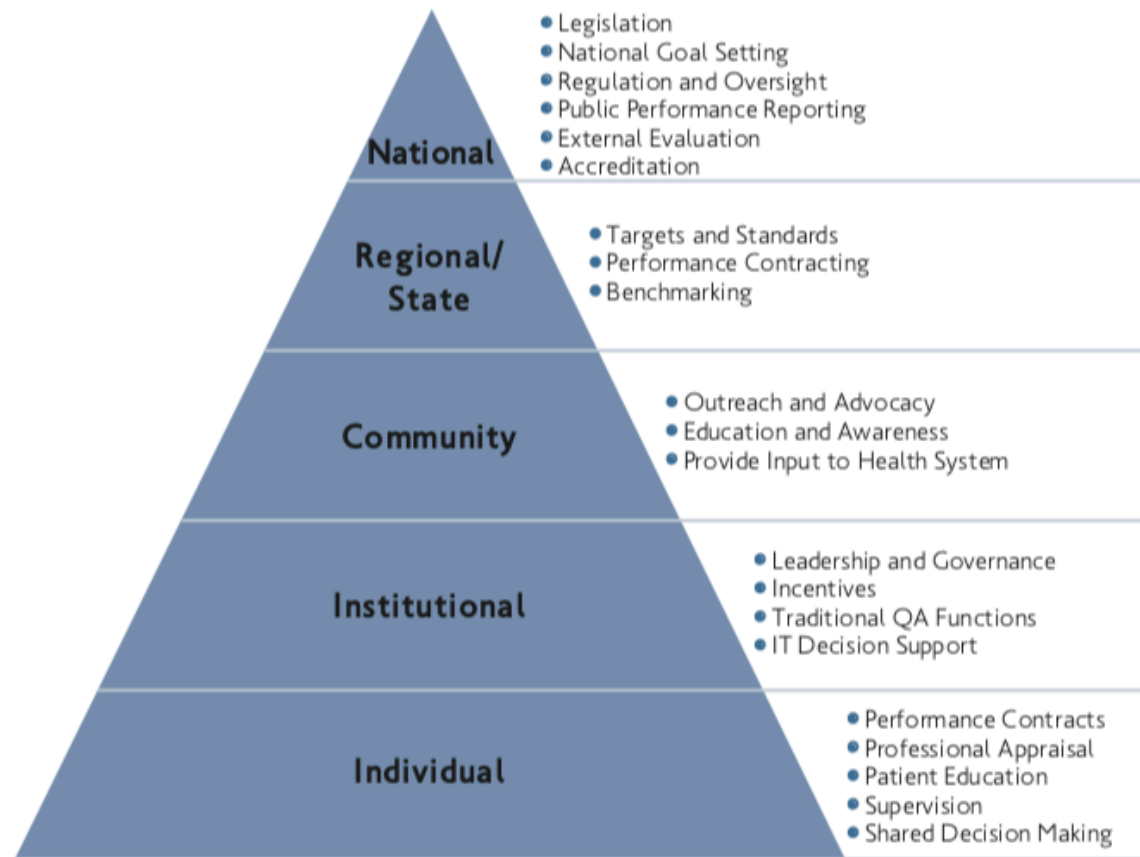 Legislation
National Goal Setting
Regulation and Oversight
Public Performance Reporting
External Evaluation
Accreditation
National
Regional/
State
Targets and Standards
Performance Contracting
Benchmarking
Community
Outreach and Advocacy
Education and Awareness
Provide Input to Health System
Institutional
Leadership and Governance
Incentives
Traditional QA Functions
IT Decision Support
Individual
Performance Contracts
Professional Appraisal
Patient Education
Supervision
Shared Decision Making